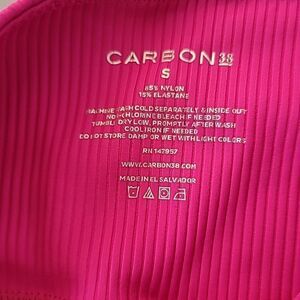 CARBON38
S
85% NYLON
15% ELASTANE
MACHINE WASH COLD SEPARATELY & INSIDE OUT
NON-CHLORINE BLEACH IF NEEDED
TUMBLE DRY LOW, PROMPTLY AFTER WASH
COOL IRON IF NEEDED
DO NOT STORE DAMP OR WET WITH LIGHT COLORS
RN 147957
WWW.CARBON38.COM
MADE IN EL SALVADOR